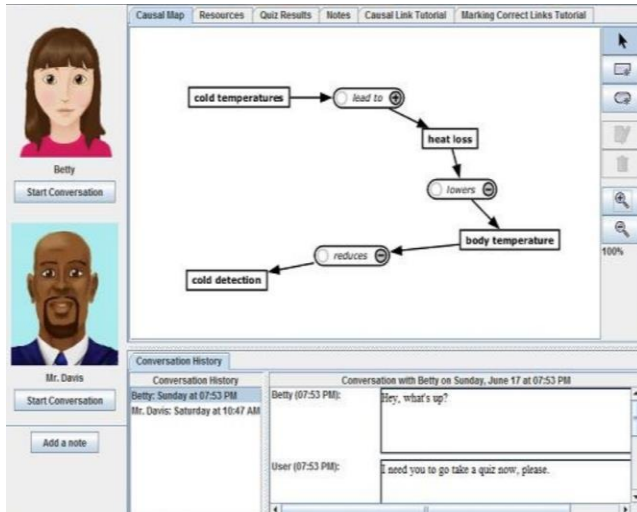 Causal Map Resources Quiz Results Notes Causal Link Tutorial Marking Correct Links Tutorial
Betty
Start Conversation
Mr. Davis
Start Conversation
Add a note
cold temperatures
lead to
heat loss
lowers
body temperature
reduces
cold detection
100%
Conversation History
Conversation History
Betty: Sunday at 07:53 PM
Mr. Davis: Saturday at 10:47 AM
Conversation with Betty on Sunday, June 17 at 07:53 PM
Betty (07:53 PM):
Hey, what's up?
User (07:53 PM):
I need you to go take a quiz now, please.